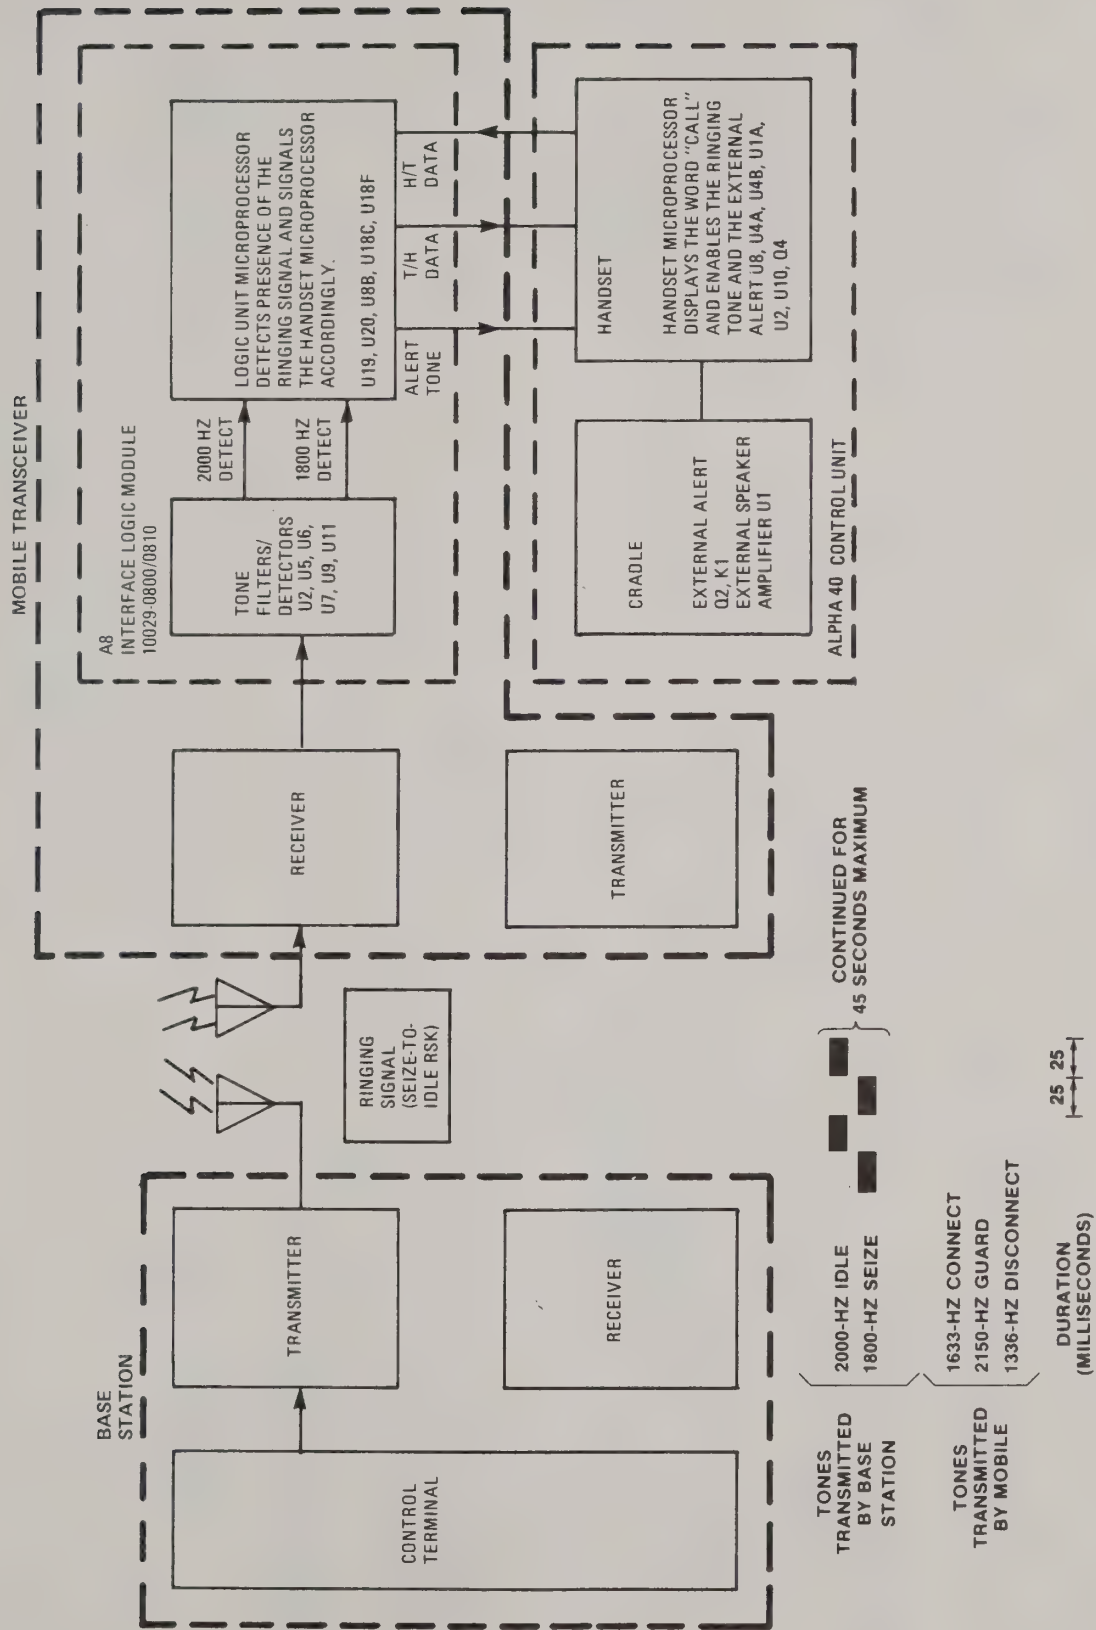 MOBILE TRANSCEIVER
A8
INTERFACE LOGIC MODULE
10029-0800/0810
BASE
STATION
CONTROL
TERMINAL
TRANSMITTER
RECEIVER
RINGING
SIGNAL
(SEIZE-TO-
IDLE RSK)
RECEIVER
TRANSMITTER
TONE
FILTERS/
DETECTORS
U2, U5, U6,
U7, U9, U11
2000 HZ
DETECT
1800 HZ
DETECT
LOGIC UNIT MICROPROCESSOR
DETECTS PRESENCE OF THE
RINGING SIGNAL AND SIGNALS
THE HANDSET MICROPROCESSOR
ACCORDINGLY.
U19, U20, U8B, U18C, U18F
ALERT
TONE
T/H
DATA
H/T
DATA
CRADLE
EXTERNAL ALERT
Q2, K1
EXTERNAL SPEAKER
AMPLIFIER U1
HANDSET
HANDSET MICROPROCESSOR
DISPLAYS THE WORD "CALL"
AND ENABLES THE RINGING
TONE AND THE EXTERNAL
ALERT U8, U4A, U4B, U1A,
U2, U10, Q4
ALPHA 40 CONTROL UNIT
TONES
TRANSMITTED
BY BASE
STATION
2000-HZ IDLE
1800-HZ SEIZE
CONTINUED FOR
45 SECONDS MAXIMUM
TONES
TRANSMITTED
BY MOBILE
1633-HZ CONNECT
2150-HZ GUARD
1336-HZ DISCONNECT
DURATION
(MILLISECONDS)
25 25